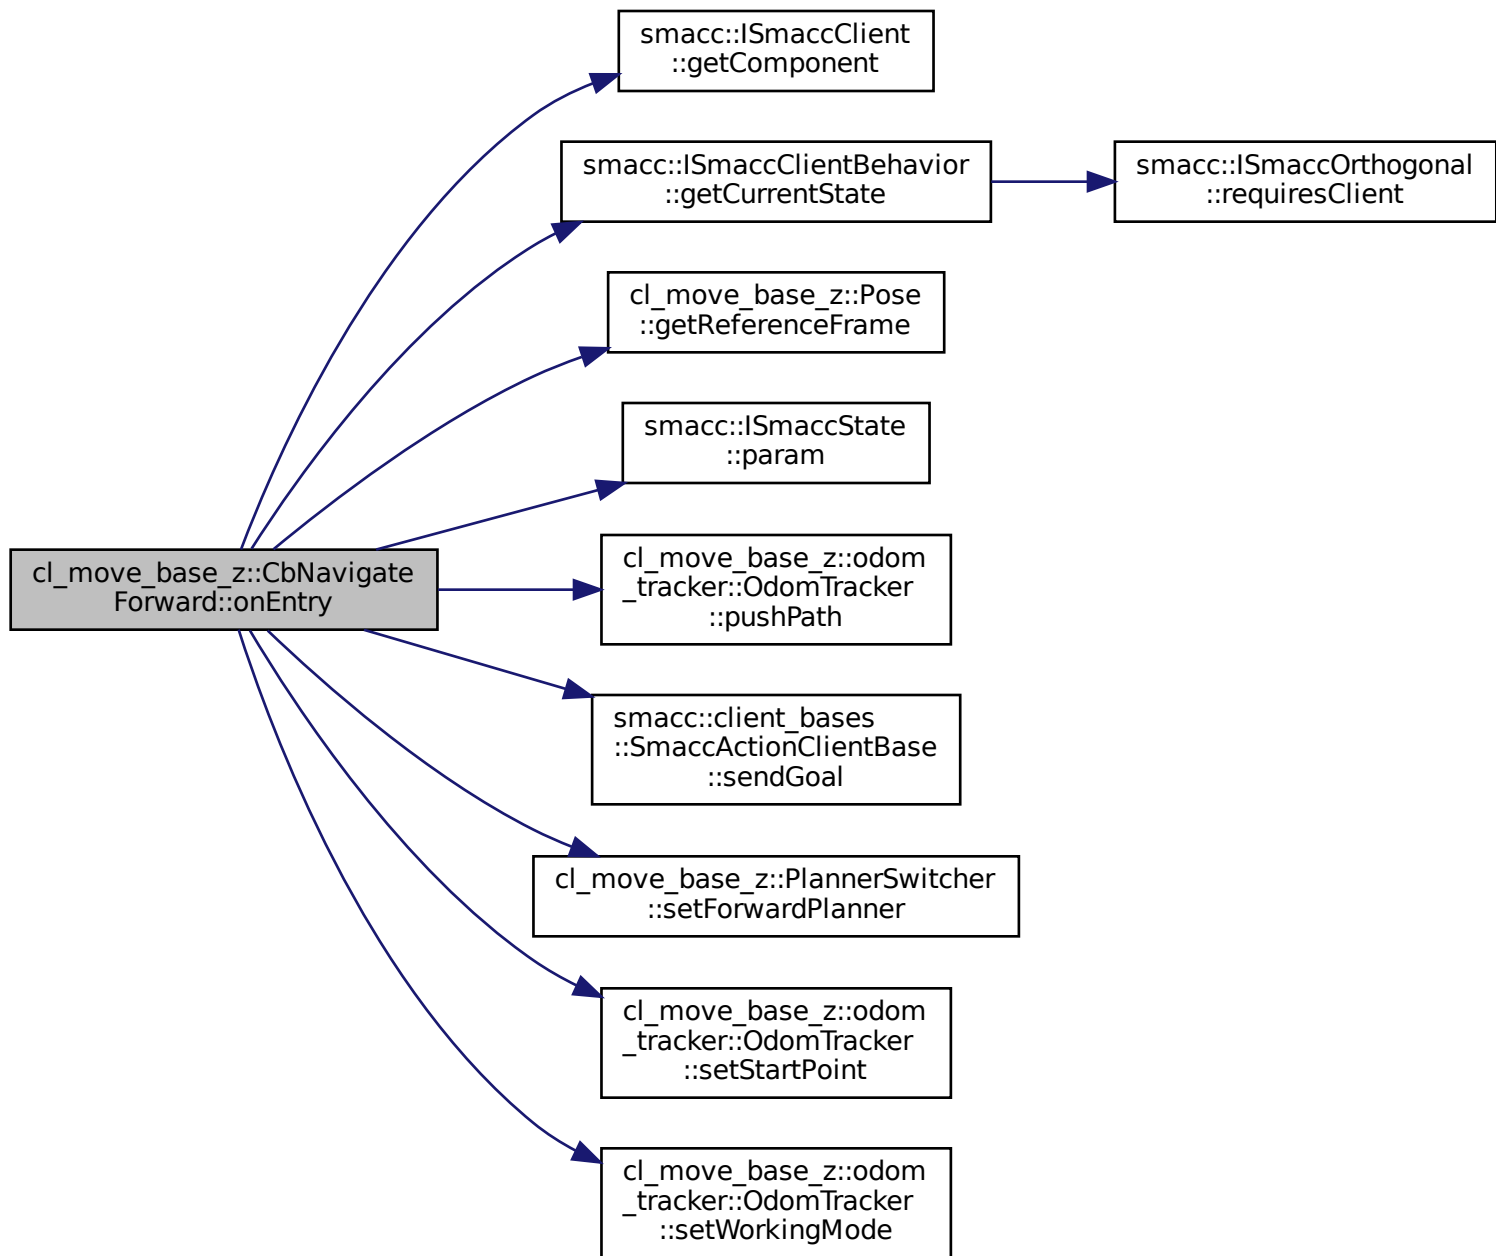 smacc::ISmaccClient
::getComponent
smacc::ISmaccClientBehavior
::getCurrentState
smacc::ISmaccOrthogonal
::requiresClient
cl_move_base_z::Pose
::getReferenceFrame
smacc::ISmaccState
::param
cl_move_base_z::CbNavigate
Forward::onEntry
cl_move_base_z::odom
_tracker::OdomTracker
::pushPath
smacc::client_bases
::SmaccActionClientBase
::sendGoal
cl_move_base_z::PlannerSwitcher
::setForwardPlanner
cl_move_base_z::odom
_tracker::OdomTracker
::setStartPoint
cl_move_base_z::odom
_tracker::OdomTracker
::setWorkingMode